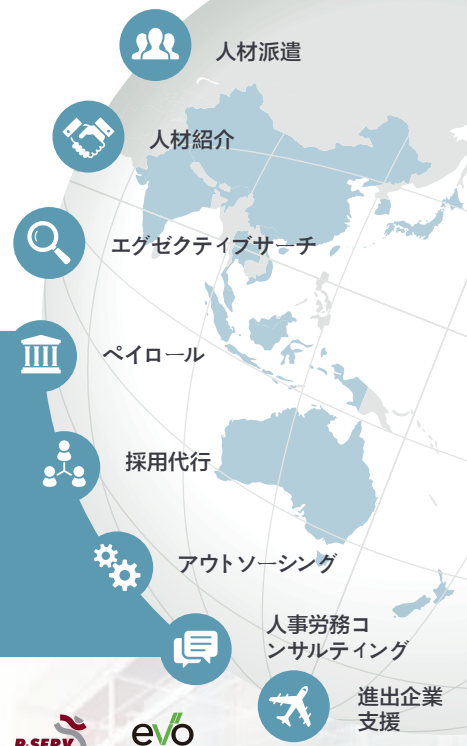 人材派遣
人材紹介
エグゼクティブサーチ
ペイロール
採用代行
アウトソーシング
人事労務コ
ンサルティング
進出企業
支援
P-SERV
evo